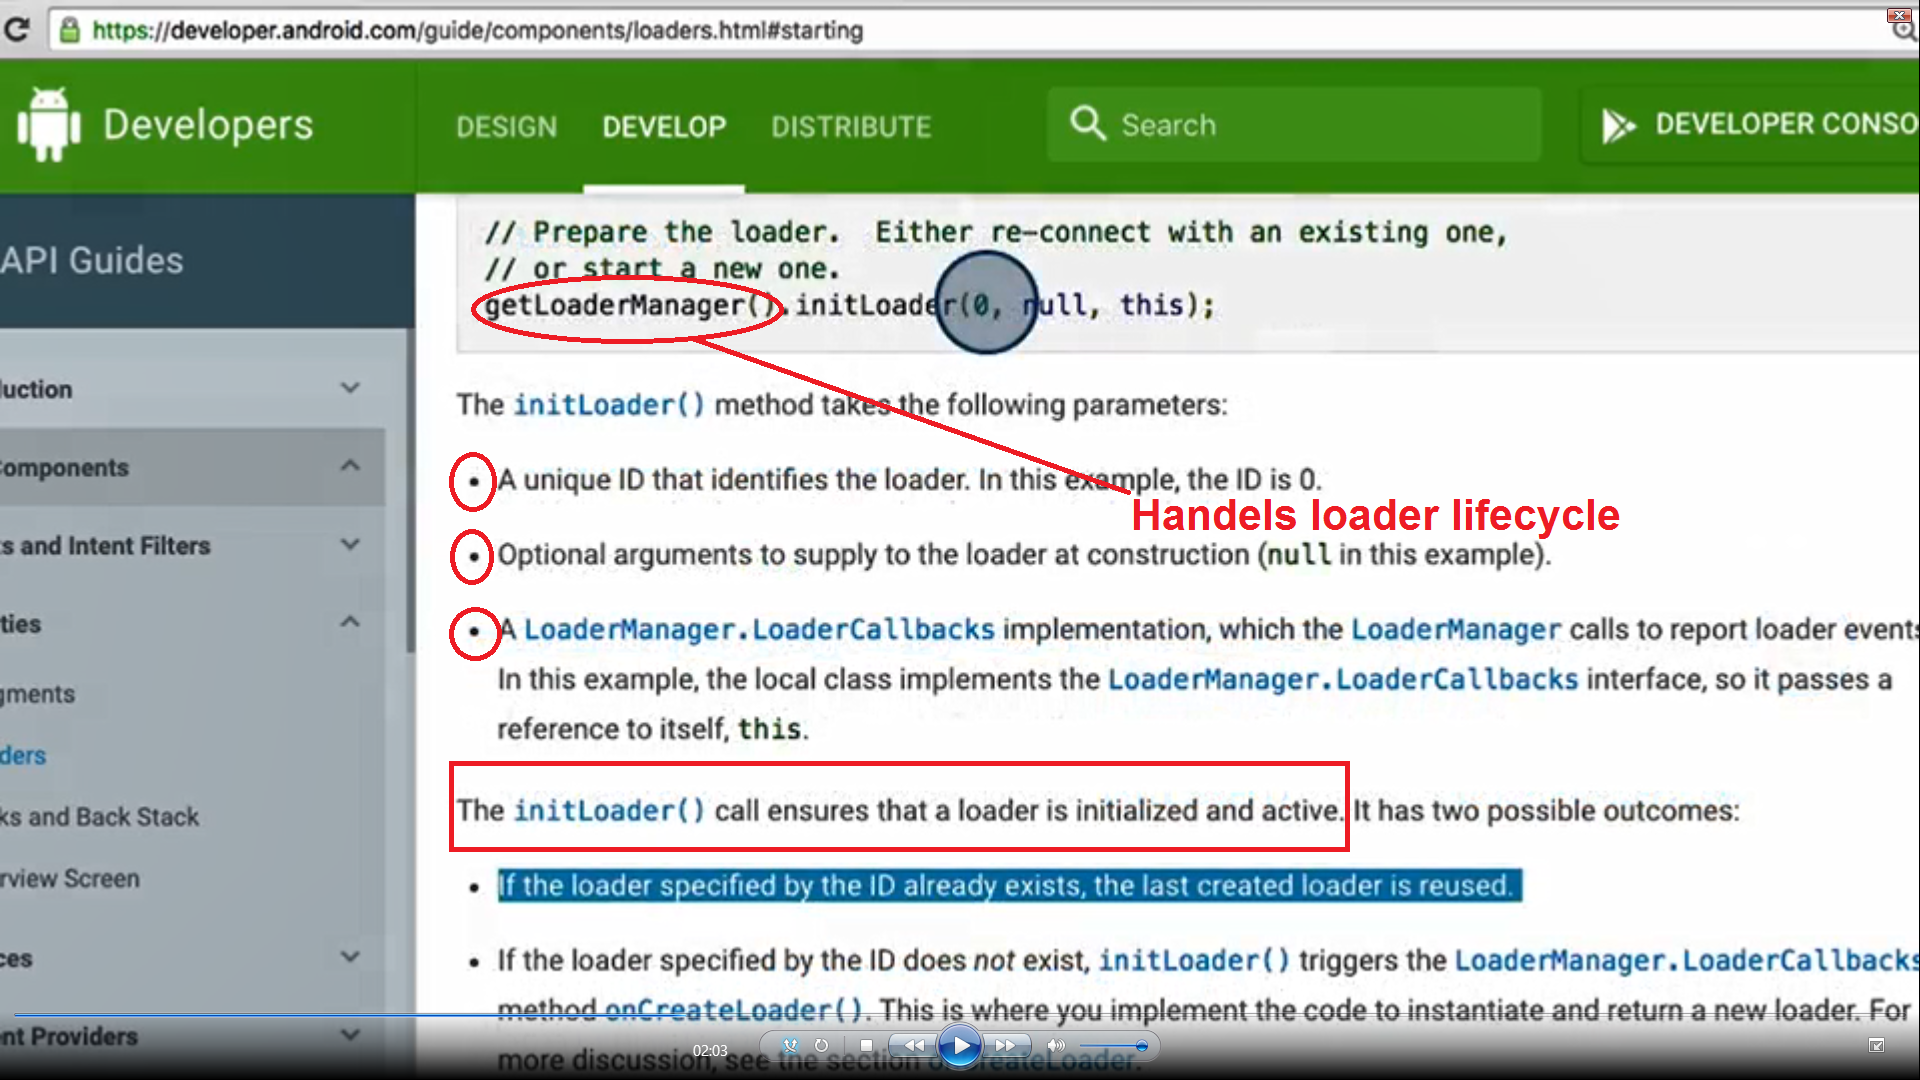 https://developer.android.com/guide/components/loaders.html#starting
Developers
DESIGN
DEVELOP
DISTRIBUTE
Search
DEVELOPER CONSO
API Guides
uction
omponents
s and Intent Filters
ties
gments
ders
ks and Back Stack
rview Screen
ces
nt Providers
// Prepare the loader.  Either re-connect with an existing one,
// or start a new one.
getLoaderManager().initLoader(0, null, this);
The initLoader() method takes the following parameters:
• A unique ID that identifies the loader. In this example, the ID is 0.
Handels loader lifecycle
• Optional arguments to supply to the loader at construction (null in this example).
• A LoaderManager.LoaderCallbacks implementation, which the LoaderManager calls to report loader events
In this example, the local class implements the LoaderManager.LoaderCallbacks interface, so it passes a
reference to itself, this.
The initLoader() call ensures that a loader is initialized and active. It has two possible outcomes:
• If the loader specified by the ID already exists, the last created loader is reused.
• If the loader specified by the ID does not exist, initLoader() triggers the LoaderManager.LoaderCallbacks
method onCreateLoader(). This is where you implement the code to instantiate and return a new loader. For
more discussion, see the section onCreateLoader.
02:03